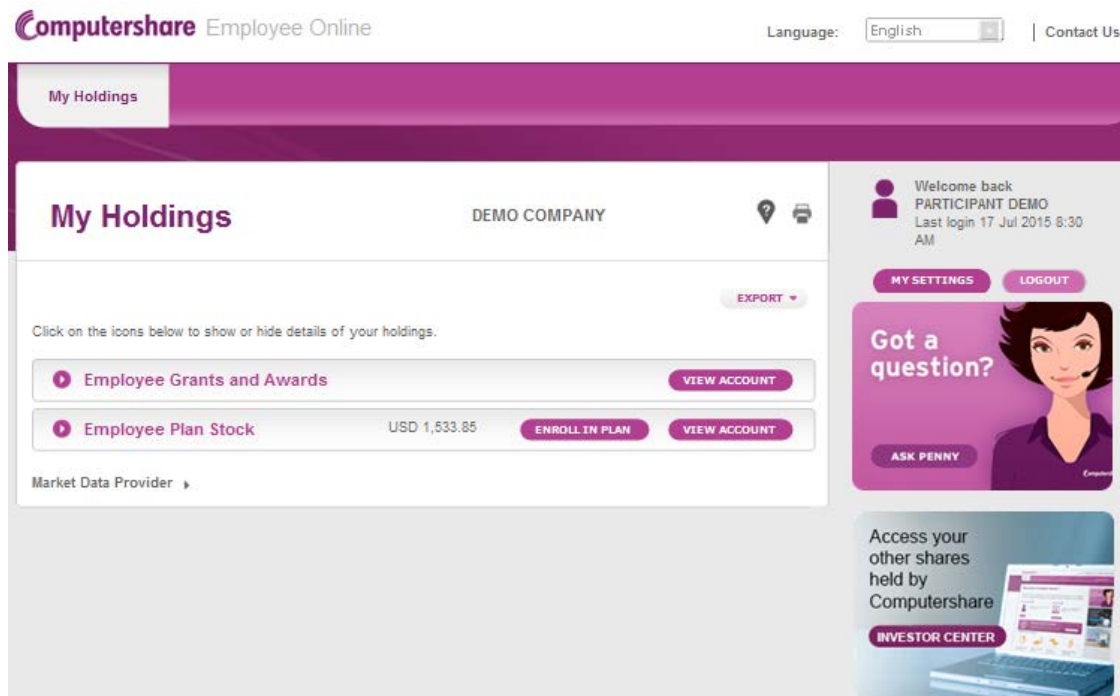 Computershare Employee Online
Language: English | Contact Us
My Holdings
My Holdings
DEMO COMPANY
?
Welcome back
PARTICIPANT DEMO
Last login 17 Jul 2015 8:30
AM
MY SETTINGS
LOGOUT
EXPORT
Click on the icons below to show or hide details of your holdings.
Employee Grants and Awards
VIEW ACCOUNT
Employee Plan Stock
USD 1,533.85
ENROLL IN PLAN
VIEW ACCOUNT
Market Data Provider
Got a
question?
ASK PENNY
Access your
other shares
held by
Computershare
INVESTOR CENTER